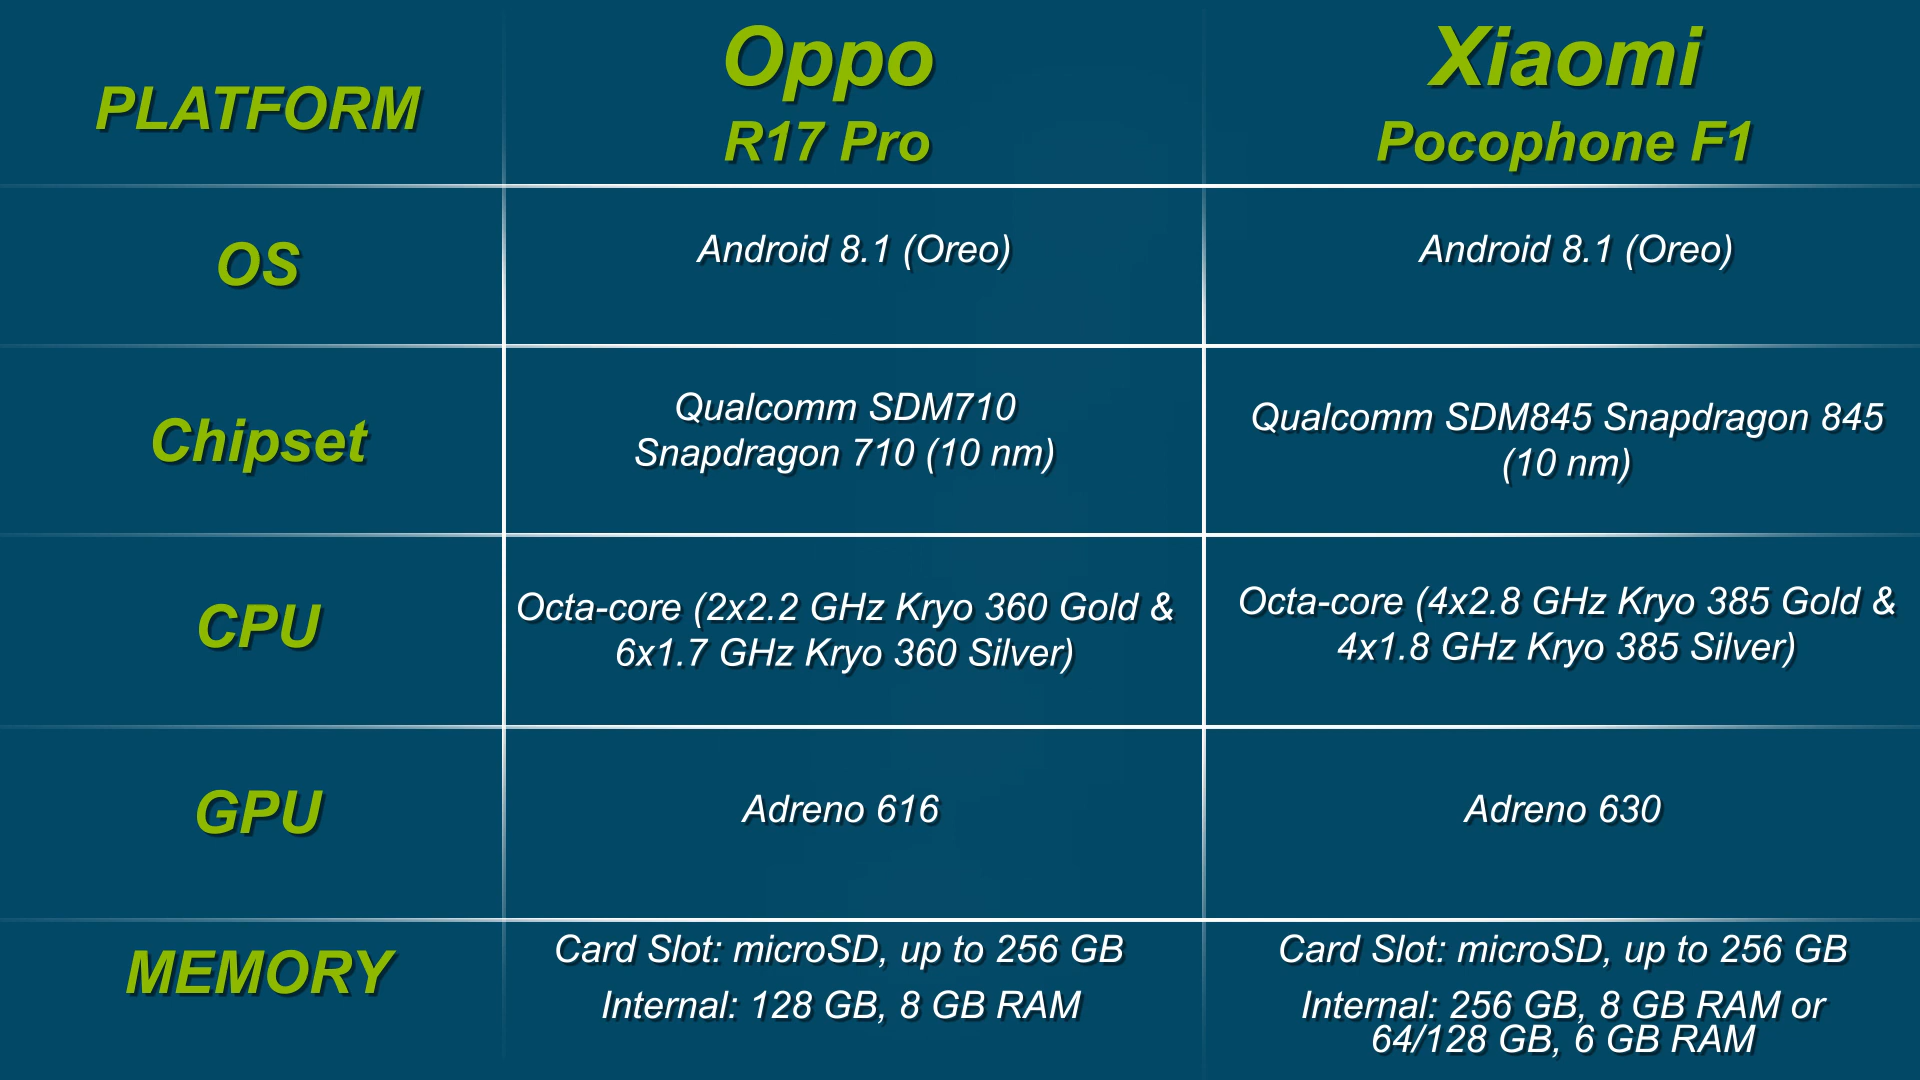 PLATFORM
Oppo
R17 Pro
Xiaomi
Pocophone F1
OS
Android 8.1 (Oreo)
Android 8.1 (Oreo)
Chipset
Qualcomm SDM710
Snapdragon 710 (10 nm)
Qualcomm SDM845 Snapdragon 845
(10 nm)
CPU
Octa-core (2x2.2 GHz Kryo 360 Gold &
6x1.7 GHz Kryo 360 Silver)
Octa-core (4x2.8 GHz Kryo 385 Gold &
4x1.8 GHz Kryo 385 Silver)
GPU
Adreno 616
Adreno 630
MEMORY
Card Slot: microSD, up to 256 GB
Internal: 128 GB, 8 GB RAM
Card Slot: microSD, up to 256 GB
Internal: 256 GB, 8 GB RAM or
64/128 GB, 6 GB RAM